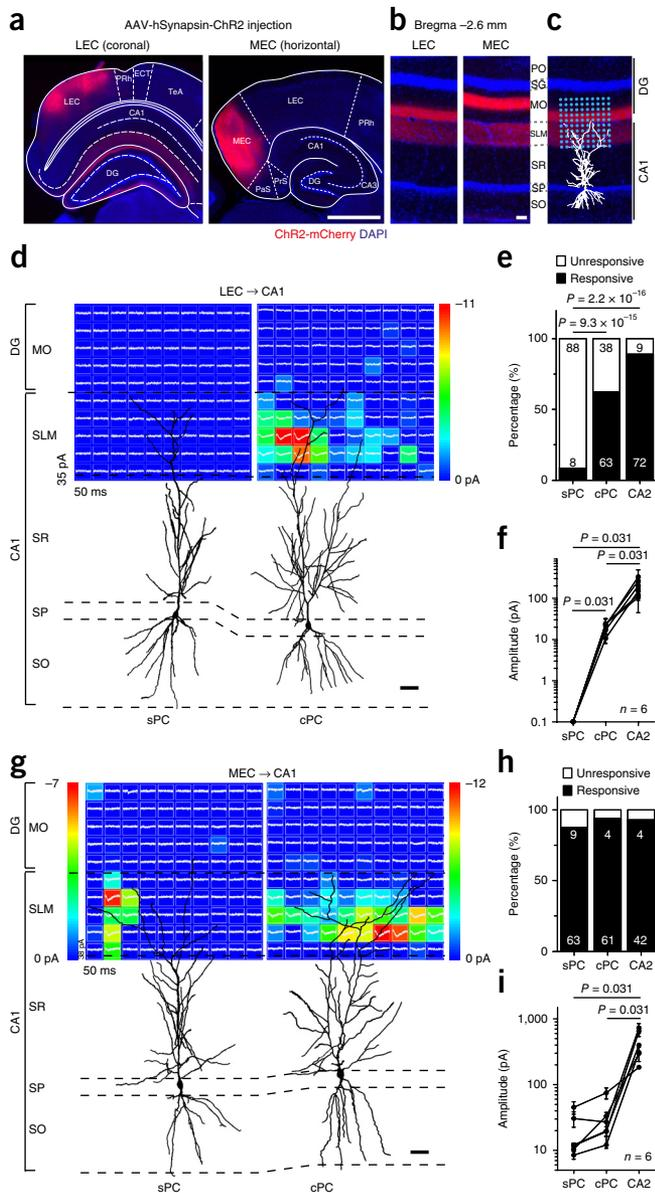 a
AAV-hSynapsin-ChR2 injection
LEC (coronal)
MEC (horizontal)
LEC
PRh
ECT
TeA
CA1
DG
LEC
MEC
PRh
CA1
DG
CA3
PrS
PaS
ChR2-mCherry DAPI
b
Bregma –2.6 mm
LEC
MEC
c
PO
SG
MO
SLM
SR
SP
SO
DG
CA1
d
LEC → CA1
DG
MO
SLM
CA1
SR
SP
SO
35 pA
50 ms
–11
0 pA
sPC
cPC
e
Unresponsive
Responsive
P = 2.2 × 10–16
P = 9.3 × 10–15
Percentage (%)
100
50
0
88
38
9
8
63
72
sPC
cPC
CA2
f
P = 0.031
P = 0.031
P = 0.031
Amplitude (pA)
100
10
1
0.1
n = 6
sPC
cPC
CA2
g
MEC → CA1
–7
–12
DG
MO
SLM
CA1
SR
SP
SO
0 pA
50 ms
0 pA
sPC
cPC
h
Unresponsive
Responsive
Percentage (%)
100
50
0
9
4
4
63
61
42
sPC
cPC
CA2
i
P = 0.031
P = 0.031
Amplitude (pA)
1,000
100
10
n = 6
sPC
cPC
CA2